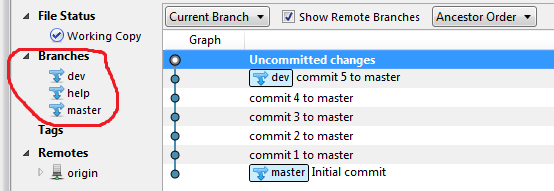 File Status
Working Copy
Branches
dev
help
master
Tags
Remotes
origin
Current Branch Show Remote Branches Ancestor Order
Graph
Uncommitted changes
dev commit 5 to master
commit 4 to master
commit 3 to master
commit 2 to master
commit 1 to master
master Initial commit